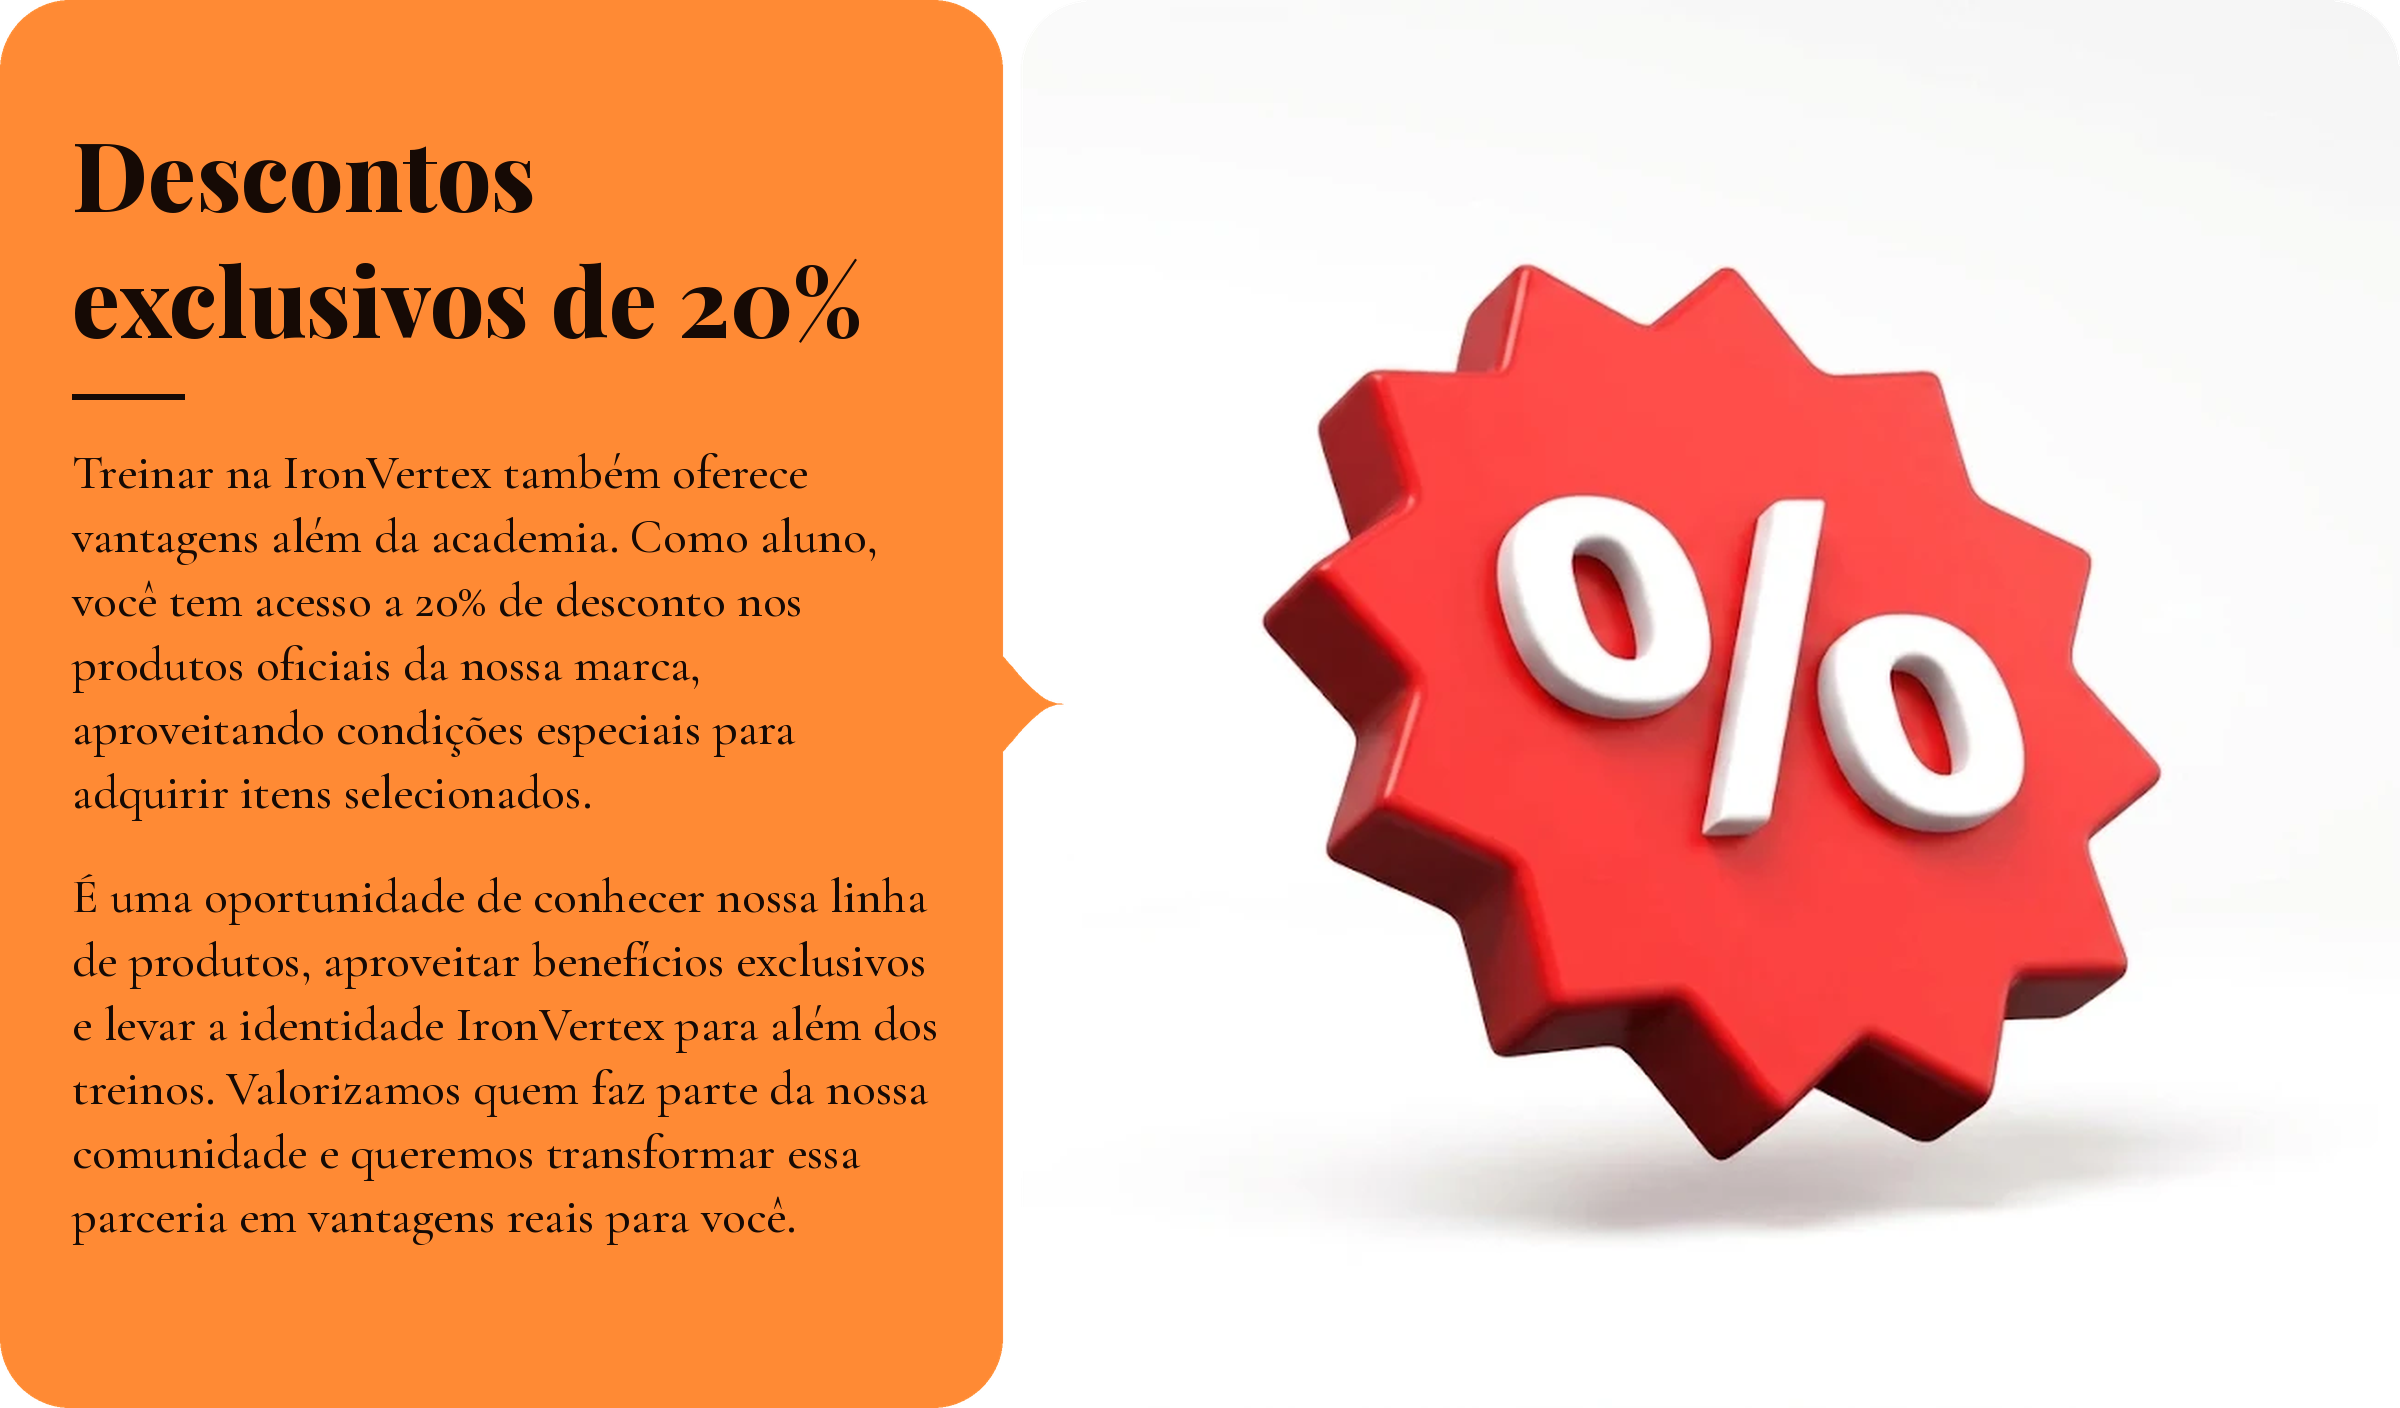 Descontos
exclusivos de 20%
Treinar na IronVertex também oferece
vantagens além da academia. Como aluno,
você tem acesso a 20% de desconto nos
produtos oficiais da nossa marca,
aproveitando condições especiais para
adquirir itens selecionados.
É uma oportunidade de conhecer nossa linha
de produtos, aproveitar benefícios exclusivos
e levar a identidade IronVertex para além dos
treinos. Valorizamos quem faz parte da nossa
comunidade e queremos transformar essa
parceria em vantagens reais para você.
%